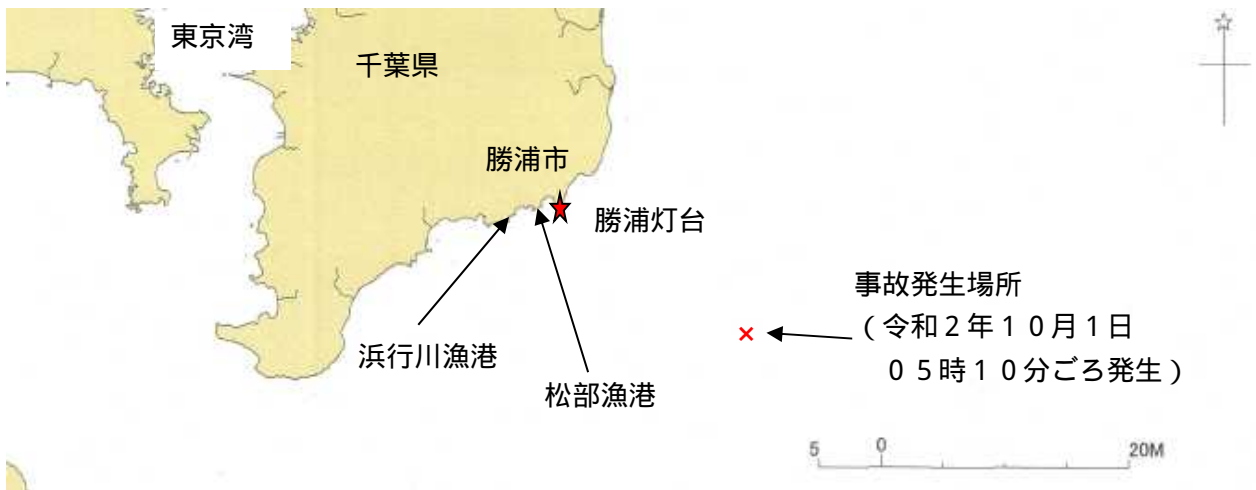 東京湾
千葉県
勝浦市
勝浦灯台
事故発生場所
(令和2年10月1日
05時10分ごろ発生)
浜行川漁港
松部漁港
5 0 20M